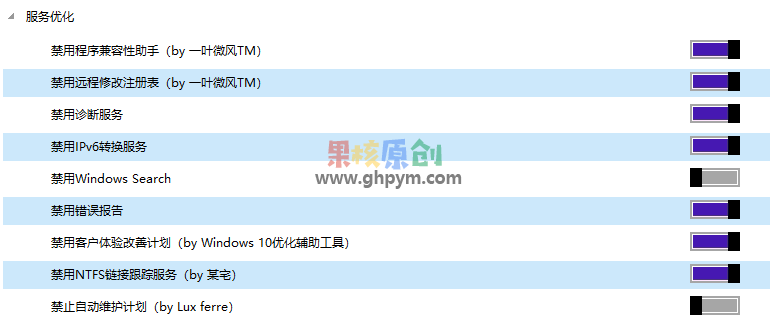 服务优化
禁用程序兼容性助手（by 一叶微风TM）
禁用远程修改注册表（by 一叶微风TM）
禁用诊断服务
禁用IPv6转换服务
果核原创
禁用Windows Search
www.ghpym.com
禁用错误报告
禁用客户体验改善计划（by Windows 10优化辅助工具）
禁用NTFS链接跟踪服务（by 某宅）
禁止自动维护计划（by Lux ferre）